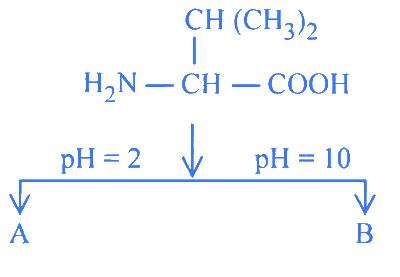 CH (CH₃)₂
H₂N — CH — COOH
pH = 2 pH = 10
A B